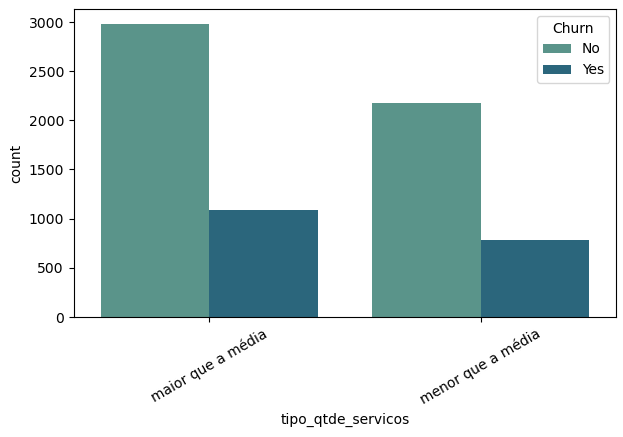 Churn
No
Yes
3000
2500
2000
1500
1000
500
0
count
maior que a média
menor que a média
tipo_qtde_servicos